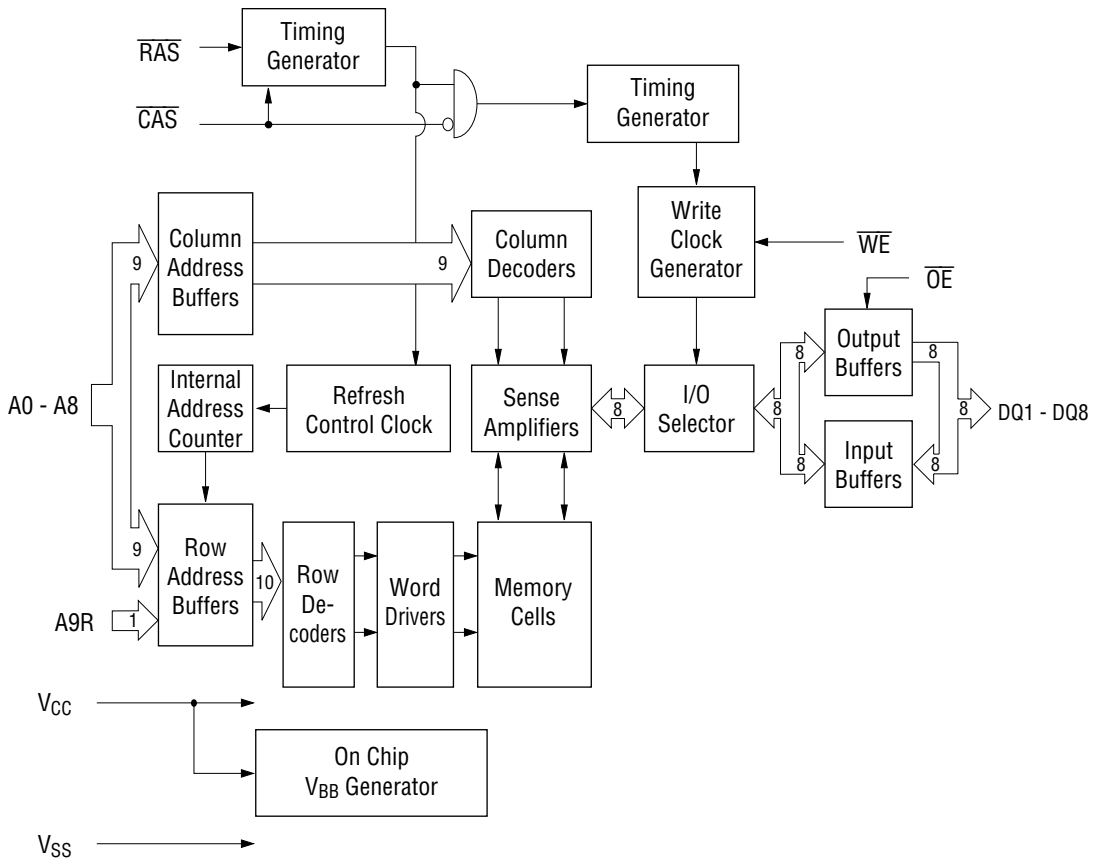 Timing
Generator
RAS
CAS
Timing
Generator
Column
Address
Buffers
9
9
Column
Decoders
Write
Clock
Generator
WE
OE
Output
Buffers
8
8
A0 - A8
Internal
Address
Counter
Refresh
Control Clock
Sense
Amplifiers
8
I/O
Selector
8
8
DQ1 - DQ8
Input
Buffers
8
8
9
Row
Address
Buffers
10
Row
De-
coders
Word
Drivers
Memory
Cells
A9R
1
VCC
On Chip
VBB Generator
VSS